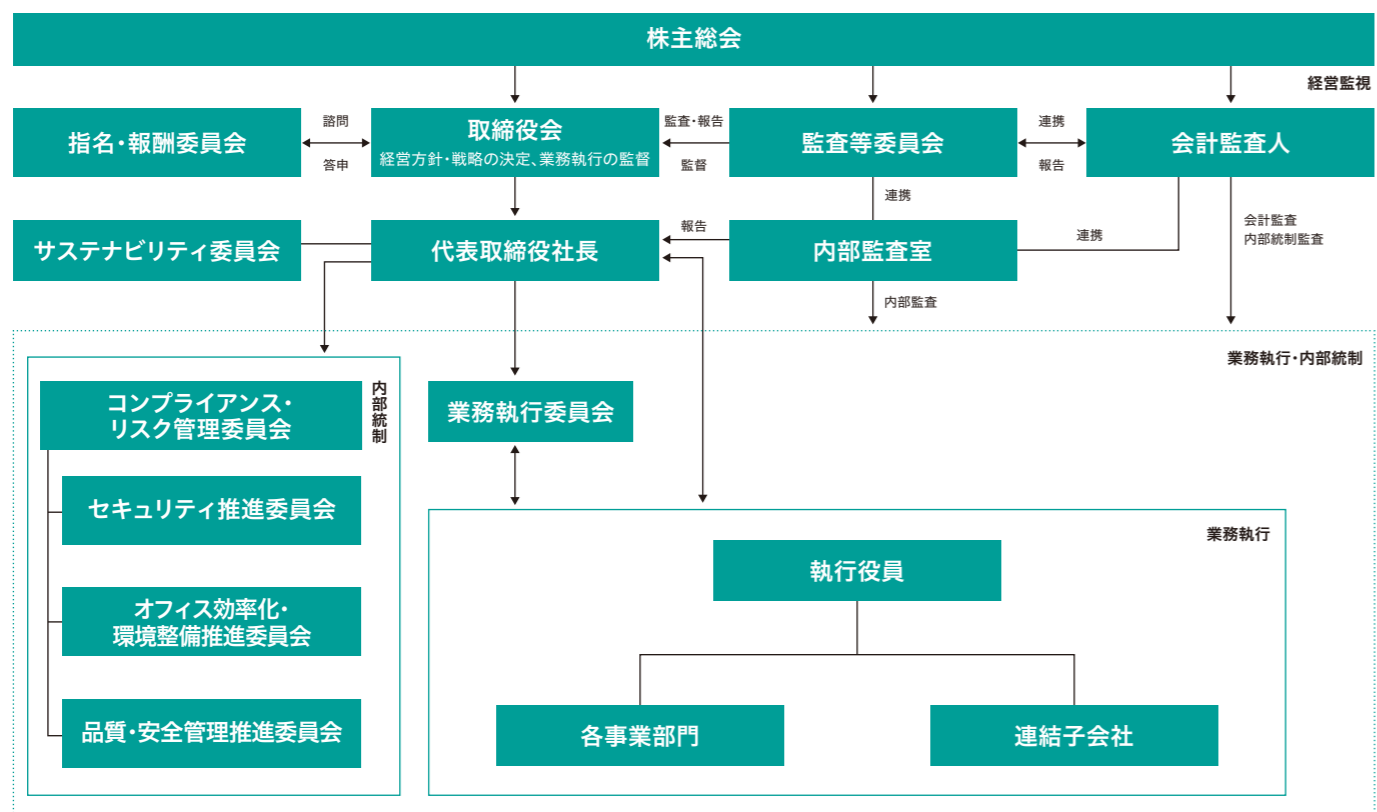 株主総会
経営監視
指名・報酬委員会
諮問
答申
取締役会
経営方針・戦略の決定、業務執行の監督
監査・報告
監督
監査等委員会
連携
報告
会計監査人
連携
サステナビリティ委員会
代表取締役社長
報告
内部監査室
連携
会計監査
内部統制監査
内部監査
業務執行・内部統制
内部統制
コンプライアンス・
リスク管理委員会
セキュリティ推進委員会
オフィス効率化・
環境整備推進委員会
品質・安全管理推進委員会
業務執行委員会
業務執行
執行役員
各事業部門
連結子会社